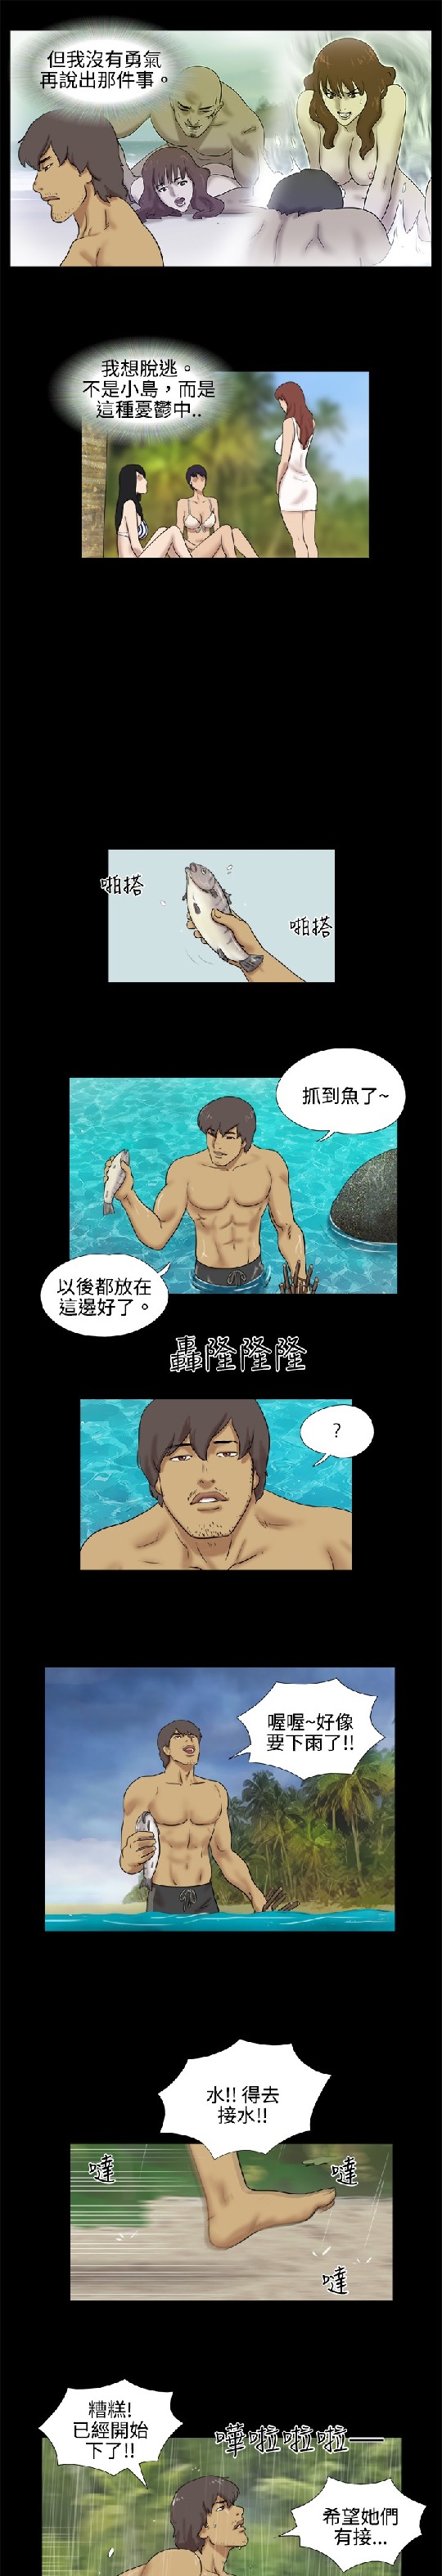 但我沒有勇氣
再說出那件事。
我想脫逃。
不是小島，而是
這種憂鬱中..
啪搭
啪搭
抓到魚了~
以後都放在
這邊好了。
轟隆隆隆
?
喔喔~好像
要下雨了!!
水!! 得去
接水!!
噠
噠
噠
糟糕!
已經開始
下了!!
嘩啦啦啦—
希望她們
有接...